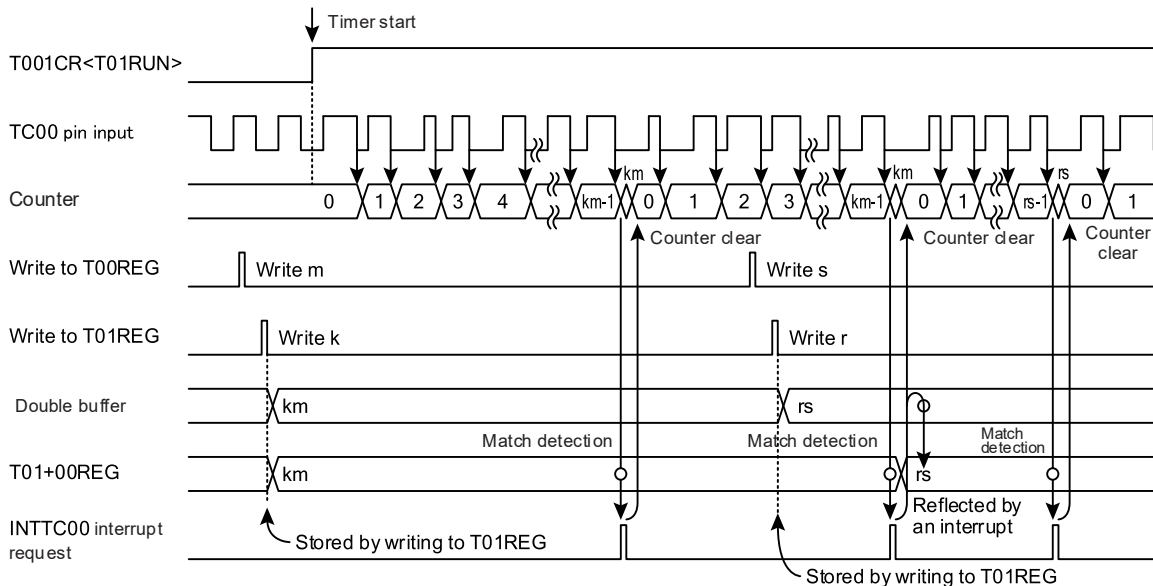 Timer start
T001CR<T01RUN>
TC00 pin input
Counter
0 1 2 3 4 km-1 km 0 1 2 3 km-1 km 0 1 rs-1 rs 0 1
Counter clear
Counter clear
Counter
clear
Write to T00REG
Write m
Write s
Write to T01REG
Write k
Write r
Double buffer
km
rs
Match detection
Match detection
Match
detection
T01+00REG
km
rs
Reflected by
an interrupt
INTTC00 interrupt
request
Stored by writing to T01REG
Stored by writing to T01REG